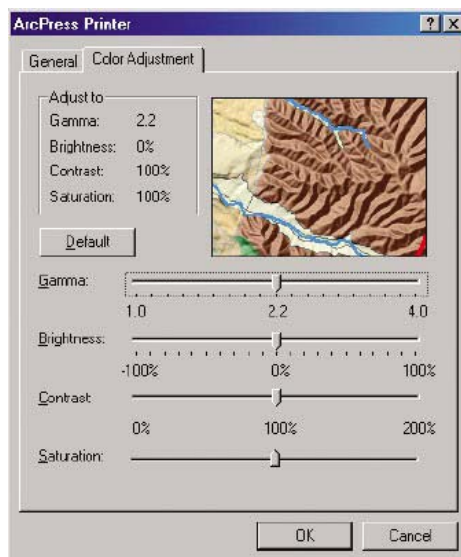 ArcPress Printer
General
Color Adjustment
Adjust to
Gamma: 2.2
Brightness: 0%
Contrast: 100%
Saturation: 100%
Default
Gamma:
1.0 2.2 4.0
Brightness:
-100% 0% 100%
Contrast:
0% 100% 200%
Saturation:
OK Cancel